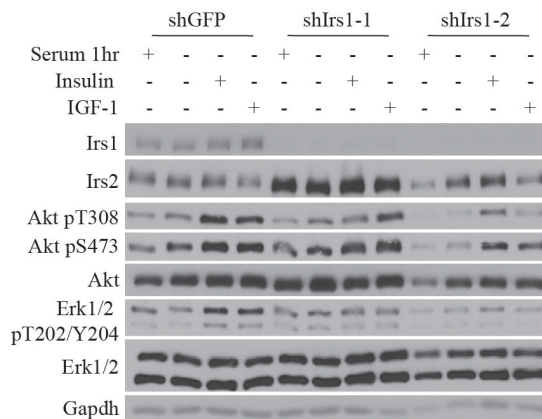 shGFP shIrs1-1 shIrs1-2
Serum 1hr + - - - + - - - + - - -
Insulin - - + - - - + - - - + -
IGF-1 - - - + - - - + - - - +
Irs1
Irs2
Akt pT308
Akt pS473
Akt
Erk1/2
pT202/Y204
Erk1/2
Gapdh